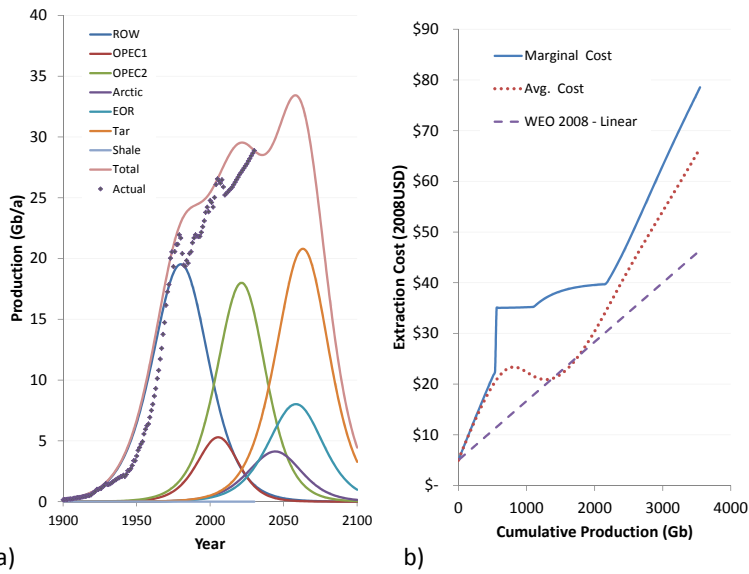 40
35
30
25
20
15
10
5
0
Production (Gb/a)
ROW
OPEC1
OPEC2
Arctic
EOR
Tar
Shale
Total
Actual
1900
1950
2000
2050
2100
Year
a)
$90
$80
$70
$60
$50
$40
$30
$20
$10
$-
Extraction Cost (2008USD)
Marginal Cost
Avg. Cost
WEO 2008 - Linear
0
1000
2000
3000
4000
Cumulative Production (Gb)
b)